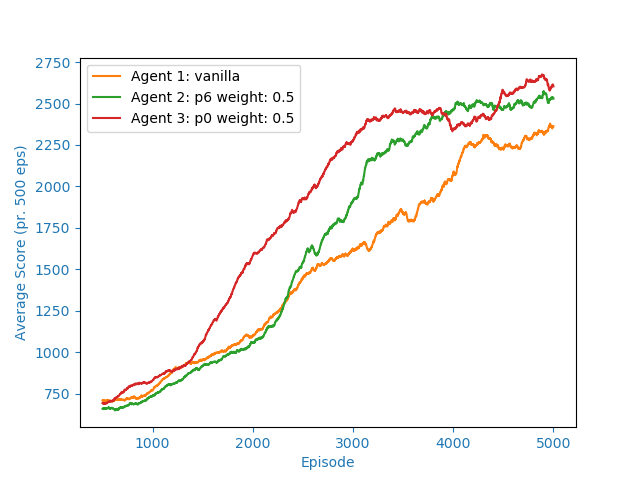 2750
2500
2250
2000
1750
1500
1250
1000
750
Average Score (pr. 500 eps)
Agent 1: vanilla
Agent 2: p6 weight: 0.5
Agent 3: p0 weight: 0.5
1000 2000 3000 4000 5000
Episode